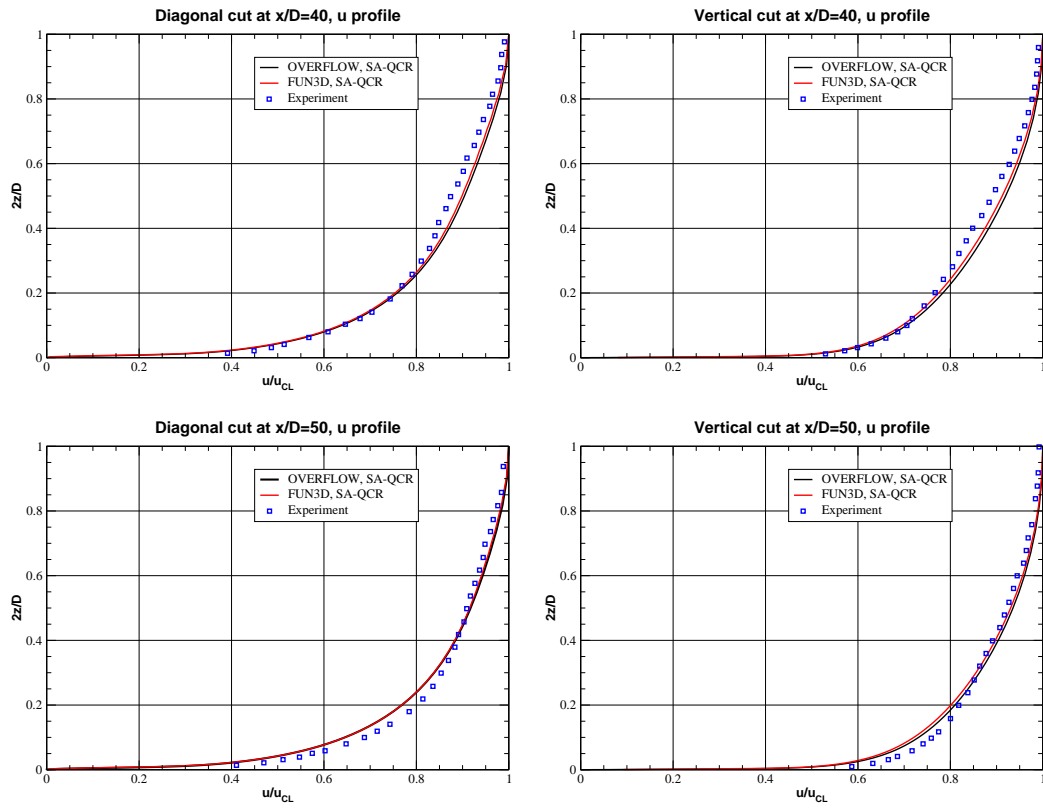 Diagonal cut at x/D=40, u profile
1
0.8
0.6
0.4
0.2
0
2z/D
OVERFLOW, SA-QCR
FUN3D, SA-QCR
Experiment
0 0.2 0.4 0.6 0.8 1
u/uCL
Vertical cut at x/D=40, u profile
1
0.8
0.6
0.4
0.2
0
2z/D
OVERFLOW, SA-QCR
FUN3D, SA-QCR
Experiment
0 0.2 0.4 0.6 0.8 1
u/uCL
Diagonal cut at x/D=50, u profile
1
0.8
0.6
0.4
0.2
0
2z/D
OVERFLOW, SA-QCR
FUN3D, SA-QCR
Experiment
0 0.2 0.4 0.6 0.8 1
u/uCL
Vertical cut at x/D=50, u profile
1
0.8
0.6
0.4
0.2
0
2z/D
OVERFLOW, SA-QCR
FUN3D, SA-QCR
Experiment
0 0.2 0.4 0.6 0.8 1
u/uCL